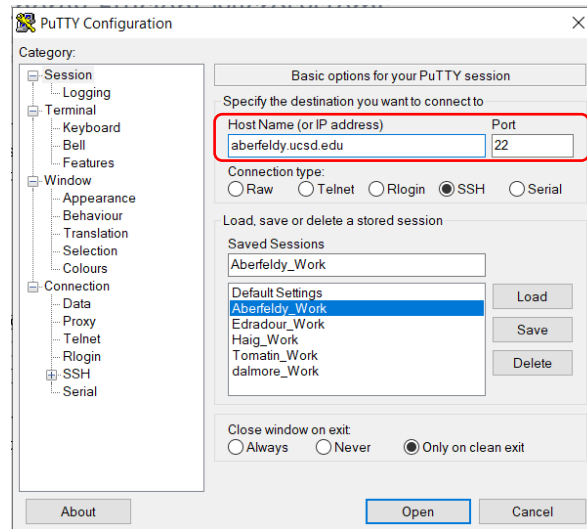 PuTTY Configuration
Category:
Session
Logging
Terminal
Keyboard
Bell
Features
Window
Appearance
Behaviour
Translation
Selection
Colours
Connection
Data
Proxy
Telnet
Rlogin
SSH
Serial
Basic options for your PuTTY session
Specify the destination you want to connect to
Host Name (or IP address) Port
aberfeldy.ucsd.edu 22
Connection type:
Raw Telnet Rlogin SSH Serial
Load, save or delete a stored session
Saved Sessions
Aberfeldy_Work
Default Settings
Aberfeldy_Work
Edradour_Work
Haig_Work
Tomatin_Work
dalmore_Work
Load
Save
Delete
Close window on exit:
Always Never Only on clean exit
About Open Cancel